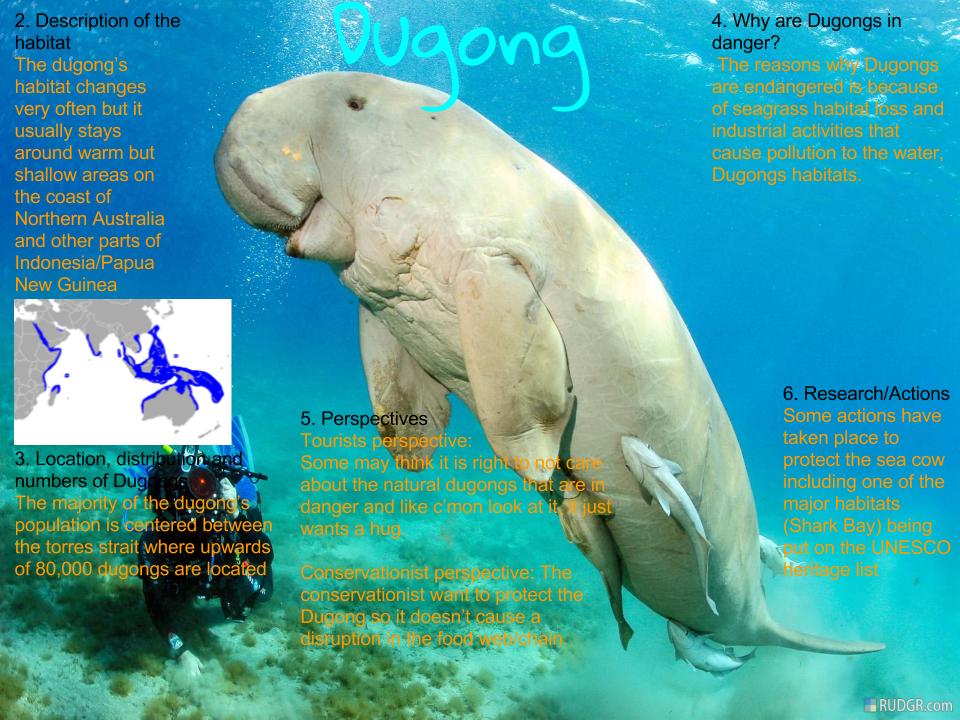 Dugong
2. Description of the
habitat
The dugong's
habitat changes
very often but it
usually stays
around warm but
shallow areas on
the coast of
Northern Australia
and other parts of
Indonesia/Papua
New Guinea
3. Location, distribution and
numbers of Dugongs
The majority of the dugong's
population is centered between
the torres strait where upwards
of 80,000 dugongs are located
4. Why are Dugongs in
danger?
The reasons why Dugongs
are endangered is because
of seagrass habitat loss and
industrial activities that
cause pollution to the water,
Dugongs habitats.
5. Perspectives
Tourists perspective:
Some may think it is right to not care
about the natural dugongs that are in
danger and like c'mon look at it, it just
wants a hug
Conservationist perspective: The
conservationist want to protect the
Dugong so it doesn't cause a
disruption in the food web/chain
6. Research/Actions
Some actions have
taken place to
protect the sea cow
including one of the
major habitats
(Shark Bay) being
put on the UNESCO
heritage list
RUDGR.com